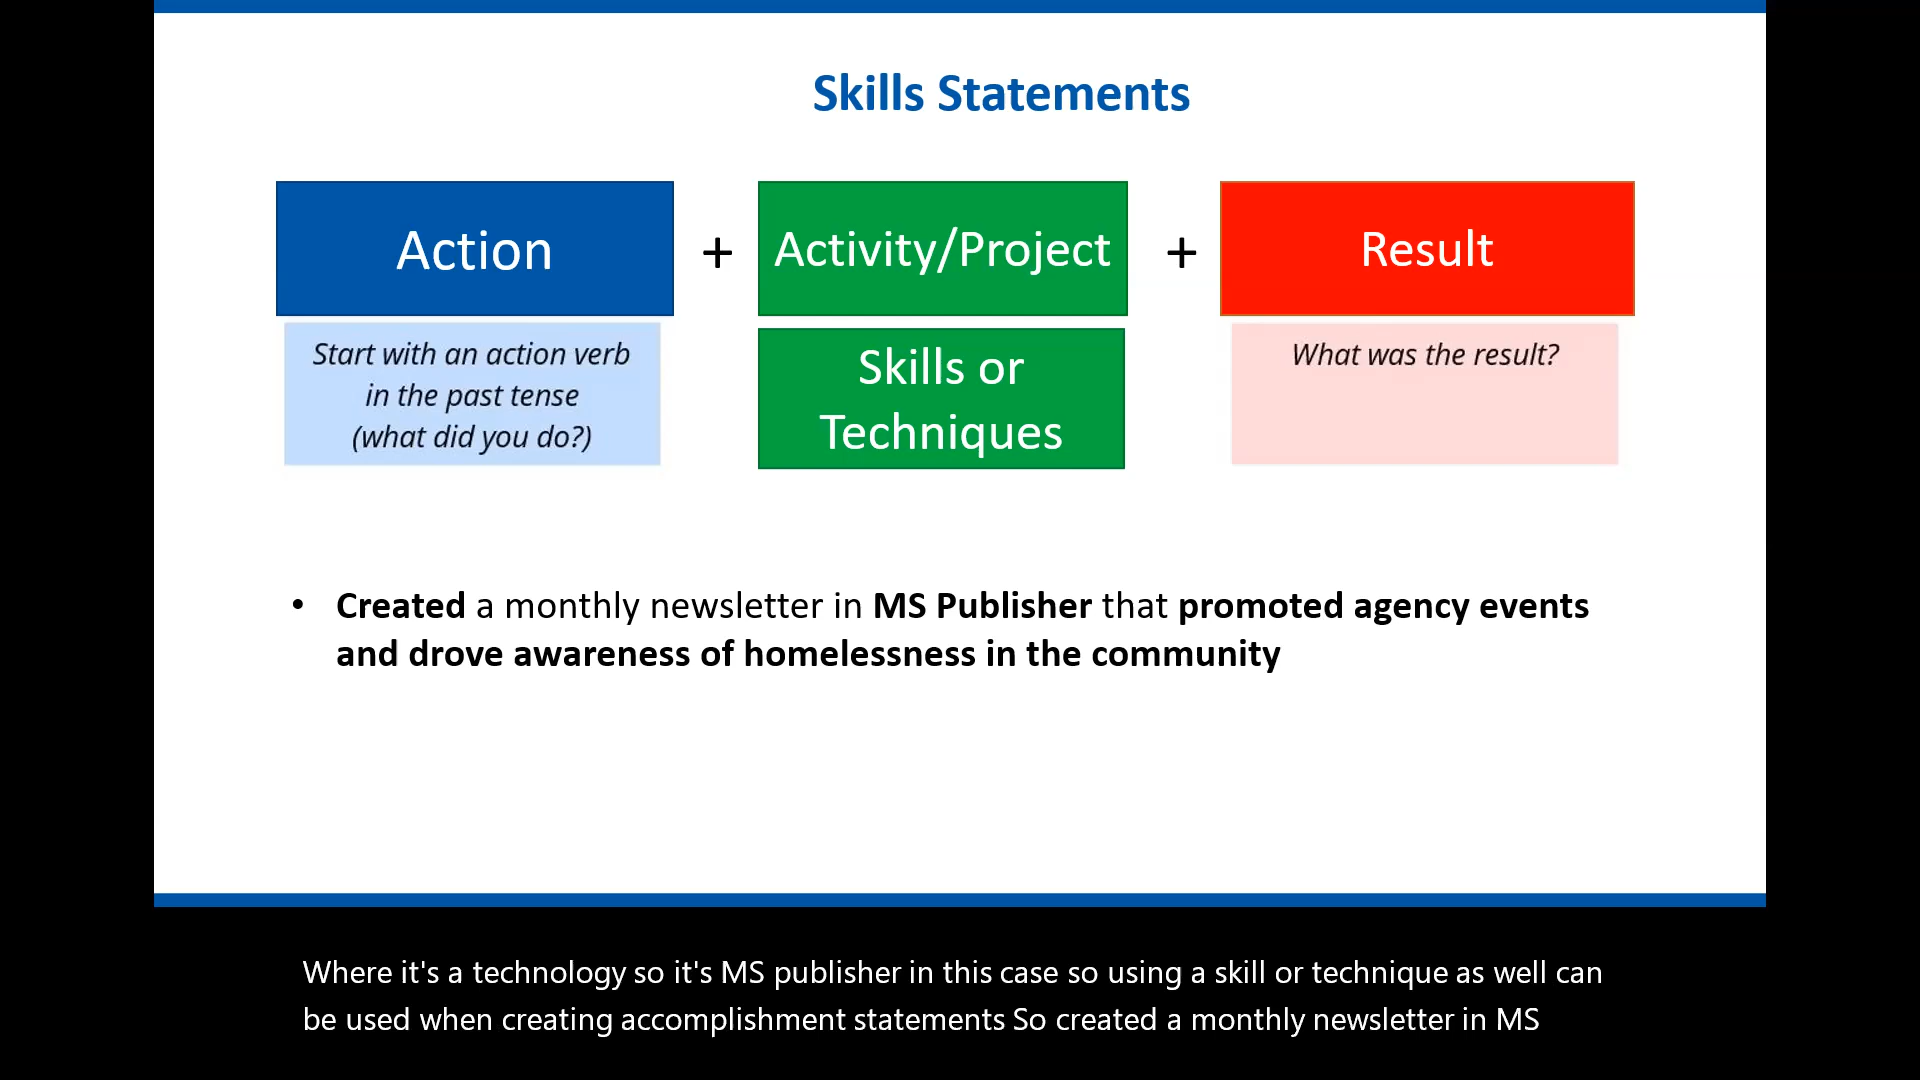 Skills Statements
Action + Activity/Project + Result
Start with an action verb
in the past tense
(what did you do?)
Skills or
Techniques
What was the result?
• Created a monthly newsletter in MS Publisher that promoted agency events
and drove awareness of homelessness in the community
Where it's a technology so it's MS publisher in this case so using a skill or technique as well can
be used when creating accomplishment statements So created a monthly newsletter in MS